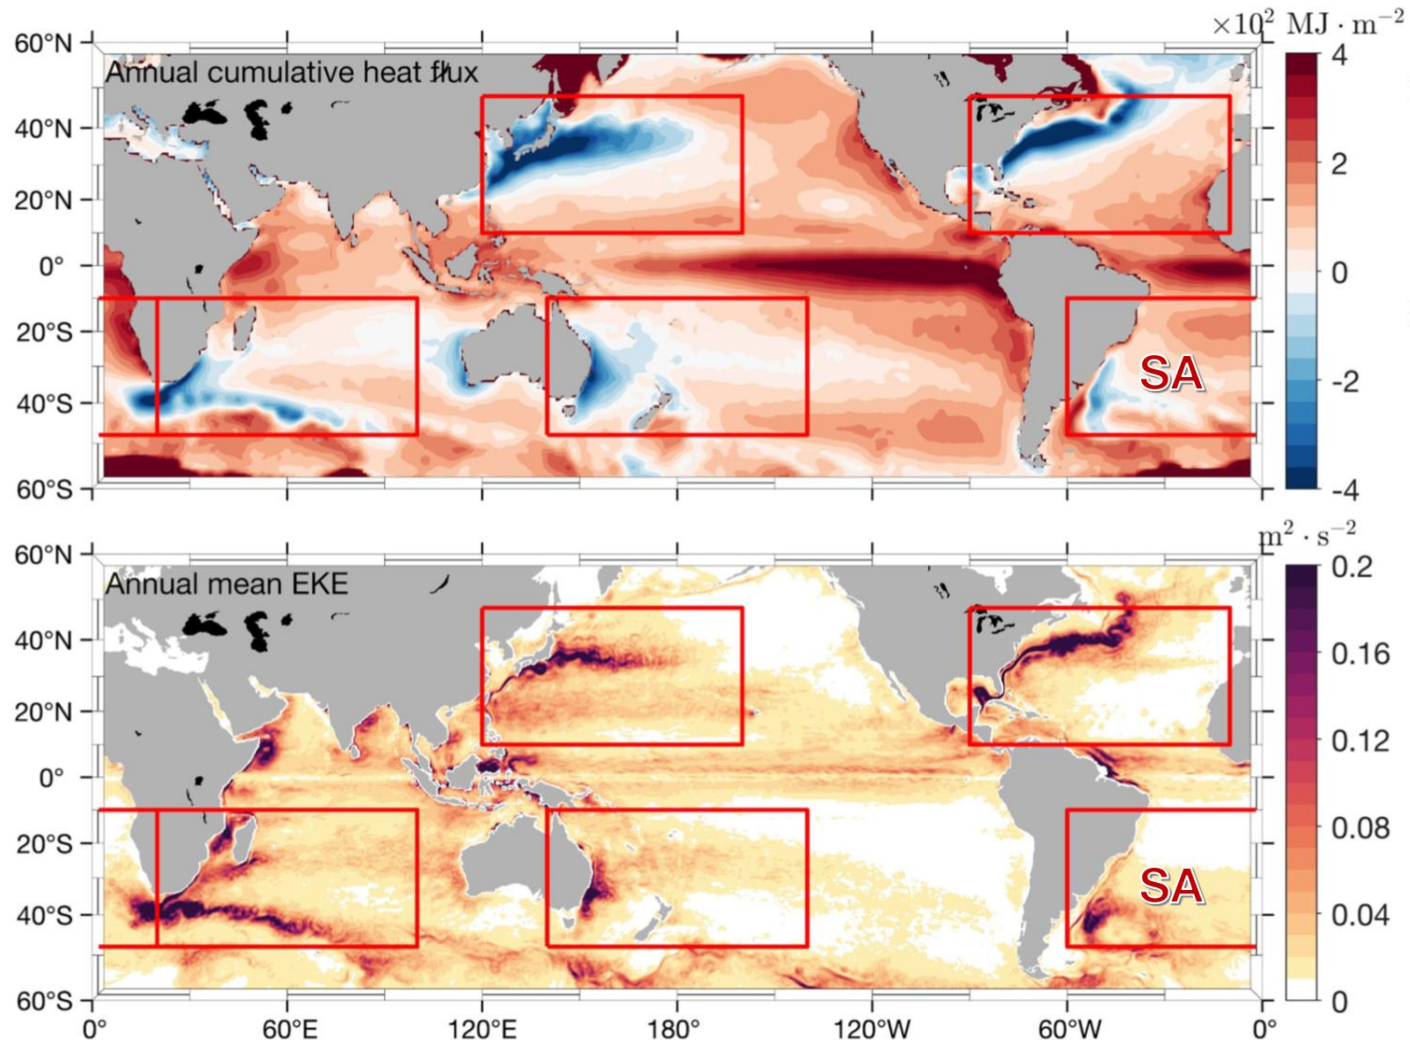 ×10² MJ · m⁻²
60°N
Annual cumulative heat flux
4
40°N
2
20°N
0°
0
20°S
SA
-2
40°S
60°S
-4
m² · s⁻²
60°N
Annual mean EKE
0.2
40°N
0.16
20°N
0.12
0°
0.08
20°S
SA
40°S
0.04
60°S
0
0° 60°E 120°E 180° 120°W 60°W 0°